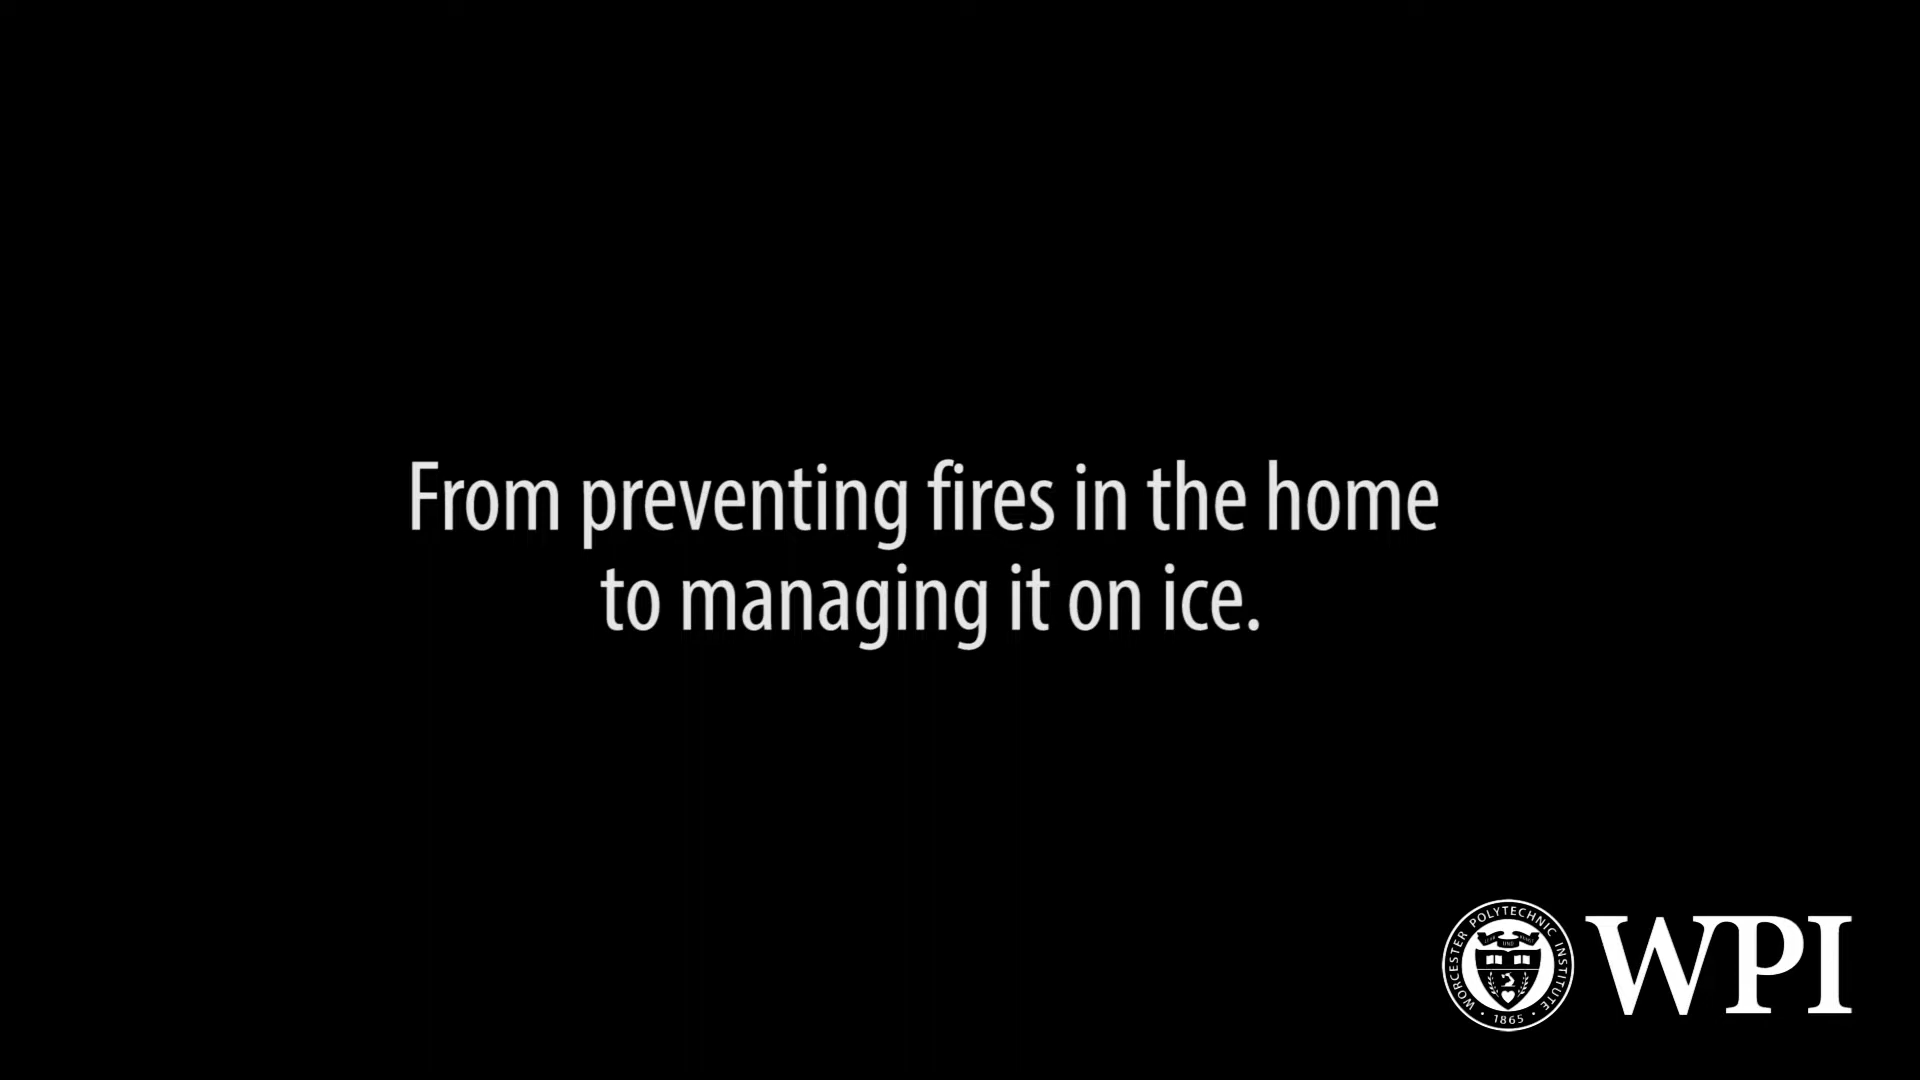 From preventing fires in the home
to managing it on ice.
WORCESTER POLYTECHNIC INSTITUTE
1865
WPI